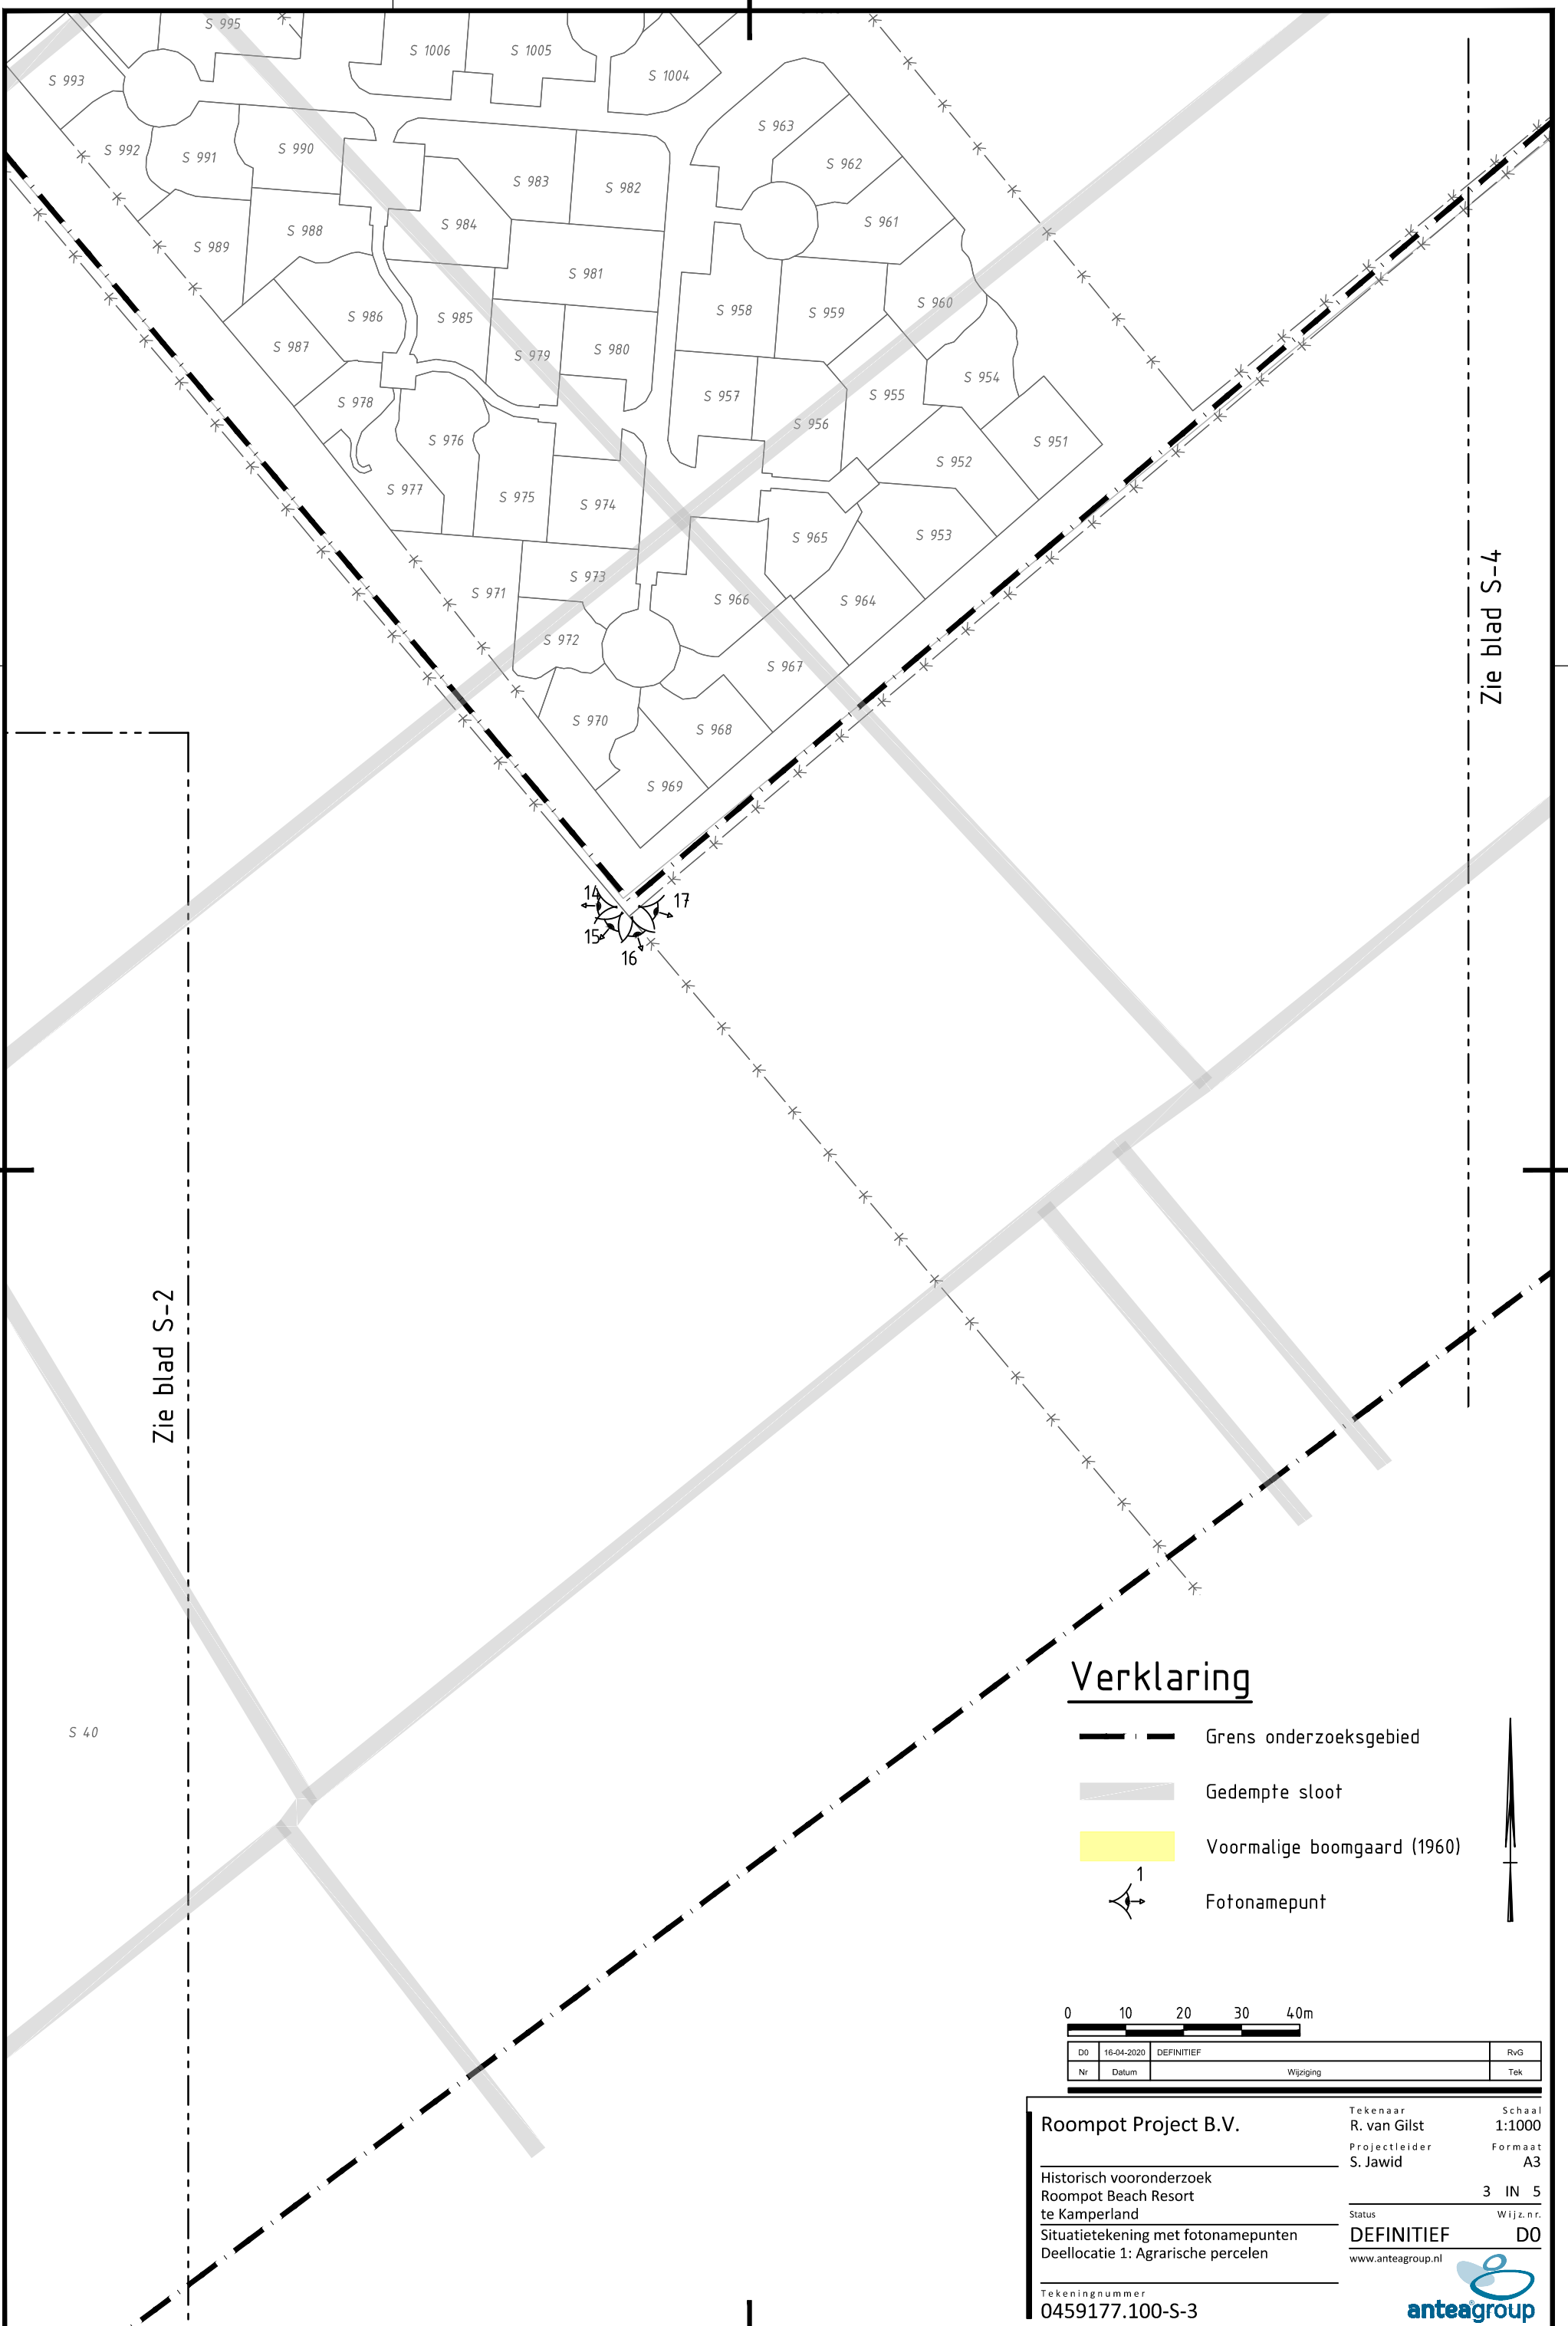 S 995
S 1006
S 1005
S 1004
S 993
S 963
S 992
S 991
S 990
S 962
S 983
S 982
S 984
S 961
S 988
S 989
S 981
S 958
S 959
S 960
S 986
S 985
S 987
S 979
S 980
S 954
S 957
S 955
S 978
S 956
S 976
S 951
S 952
S 977
S 975
S 974
S 965
S 953
S 973
S 971
S 966
S 964
S 972
S 967
S 970
S 968
S 969
Zie blad S-4
14
17
15
16
Zie blad S-2
S 40
Verklaring
Grens onderzoeksgebied
Gedempte sloot
Voormalige boomgaard (1960)
1
Fotonamepunt
0 10 20 30 40m
D0 16-04-2020 DEFINITIEF RvG
Nr Datum Wijziging Tek
Roompot Project B.V.
Tekenaar Schaal
R. van Gilst 1:1000
Projectleider Formaat
S. Jawid A3
Historisch vooronderzoek
Roompot Beach Resort
te Kamperland
3 IN 5
Status Wijz.nr.
DEFINITIEF D0
Situatietekening met fotonamepunten
Deellocatie 1: Agrarische percelen
www.anteagroup.nl
Tekeningnummer
0459177.100-S-3
anteagroup